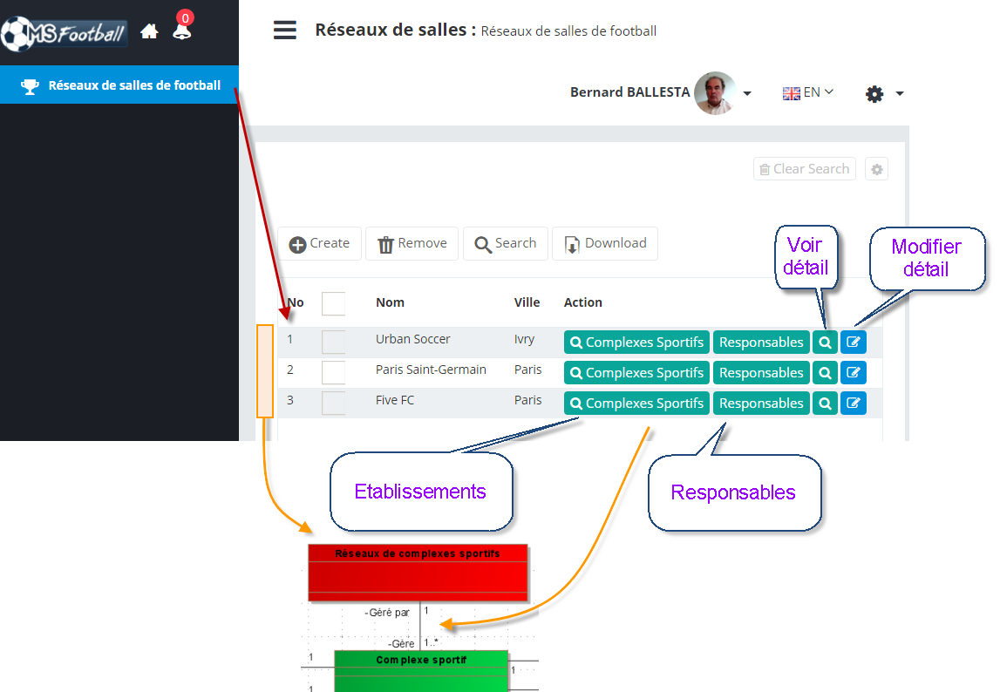 MSFootball
0
Réseaux de salles : Réseaux de salles de football
Réseaux de salles de football
Bernard BALLESTA
EN
Clear Search
Create
Remove
Search
Download
Voir
détail
Modifier
détail
No Nom Ville Action
1 Urban Soccer Ivry Complexes Sportifs Responsables
2 Paris Saint-Germain Paris Complexes Sportifs Responsables
3 Five FC Paris Complexes Sportifs Responsables
Etablissements
Responsables
Réseaux de complexes sportifs
-Géré par 1
-Gère 1..*
1
Complexe sportif
1
1